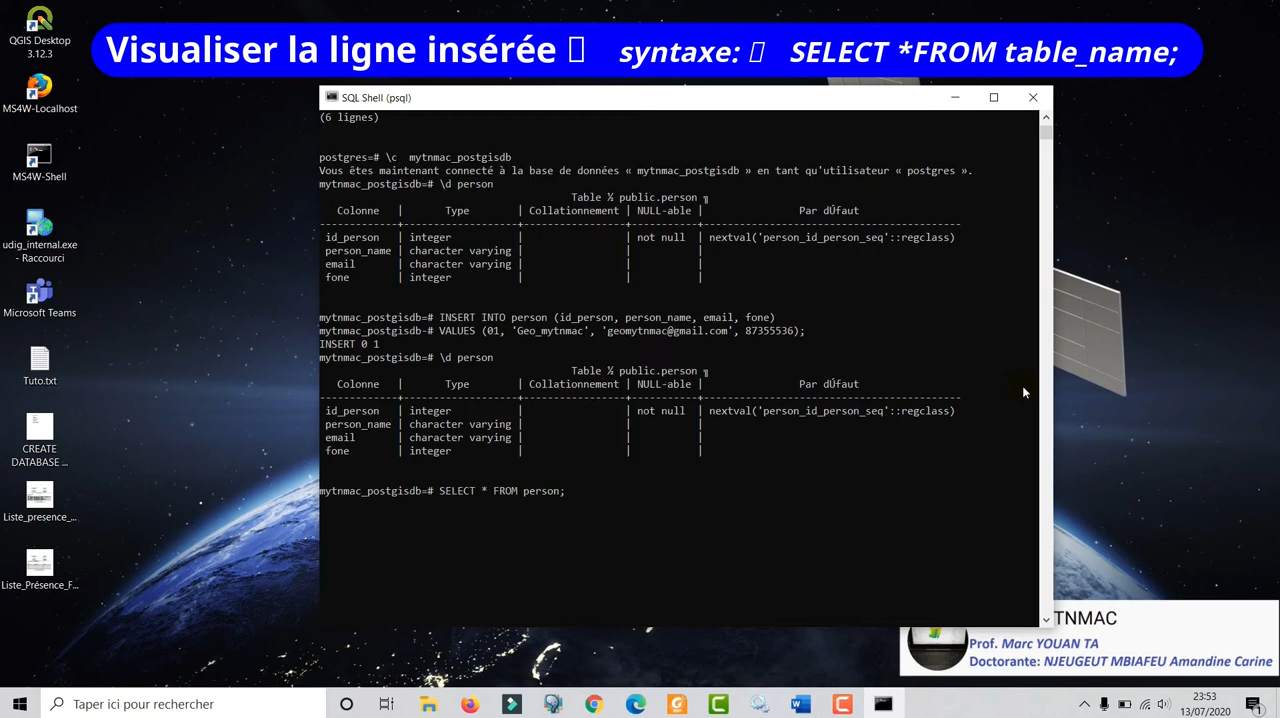 Visualiser la ligne insérée syntaxe: SELECT *FROM table_name;
QGIS Desktop
3.12.3
MS4W-Localhost
MS4W-Shell
udig_internal.exe
- Raccourci
Microsoft Teams
Tuto.txt
CREATE
DATABASE ...
Liste_presence_...
Liste_Présence_F...
SQL Shell (psql)
(6 lignes)
postgres=# \c mytnmac_postgisdb
Vous êtes maintenant connecté à la base de données « mytnmac_postgisdb » en tant qu'utilisateur « postgres ».
mytnmac_postgisdb=# \d person
Table ½ public.person ╗
Colonne | Type | Collationnement | NULL-able | Par dÚfaut
-------------+-------------------+-----------------+-----------+-------------------------------------------
id_person | integer | | not null | nextval('person_id_person_seq'::regclass)
person_name | character varying | | |
email | character varying | | |
fone | integer | | |
mytnmac_postgisdb=# INSERT INTO person (id_person, person_name, email, fone)
mytnmac_postgisdb-# VALUES (01, 'Geo_mytnmac', 'geomytnmac@gmail.com', 87355536);
INSERT 0 1
mytnmac_postgisdb=# \d person
Table ½ public.person ╗
Colonne | Type | Collationnement | NULL-able | Par dÚfaut
-------------+-------------------+-----------------+-----------+-------------------------------------------
id_person | integer | | not null | nextval('person_id_person_seq'::regclass)
person_name | character varying | | |
email | character varying | | |
fone | integer | | |
mytnmac_postgisdb=# SELECT * FROM person;
TNMAC
Prof. Marc YOUAN TA
Doctorante: NJEUGEUT MBIAFEU Amandine Carine
Taper ici pour rechercher
23:53
13/07/2020
1